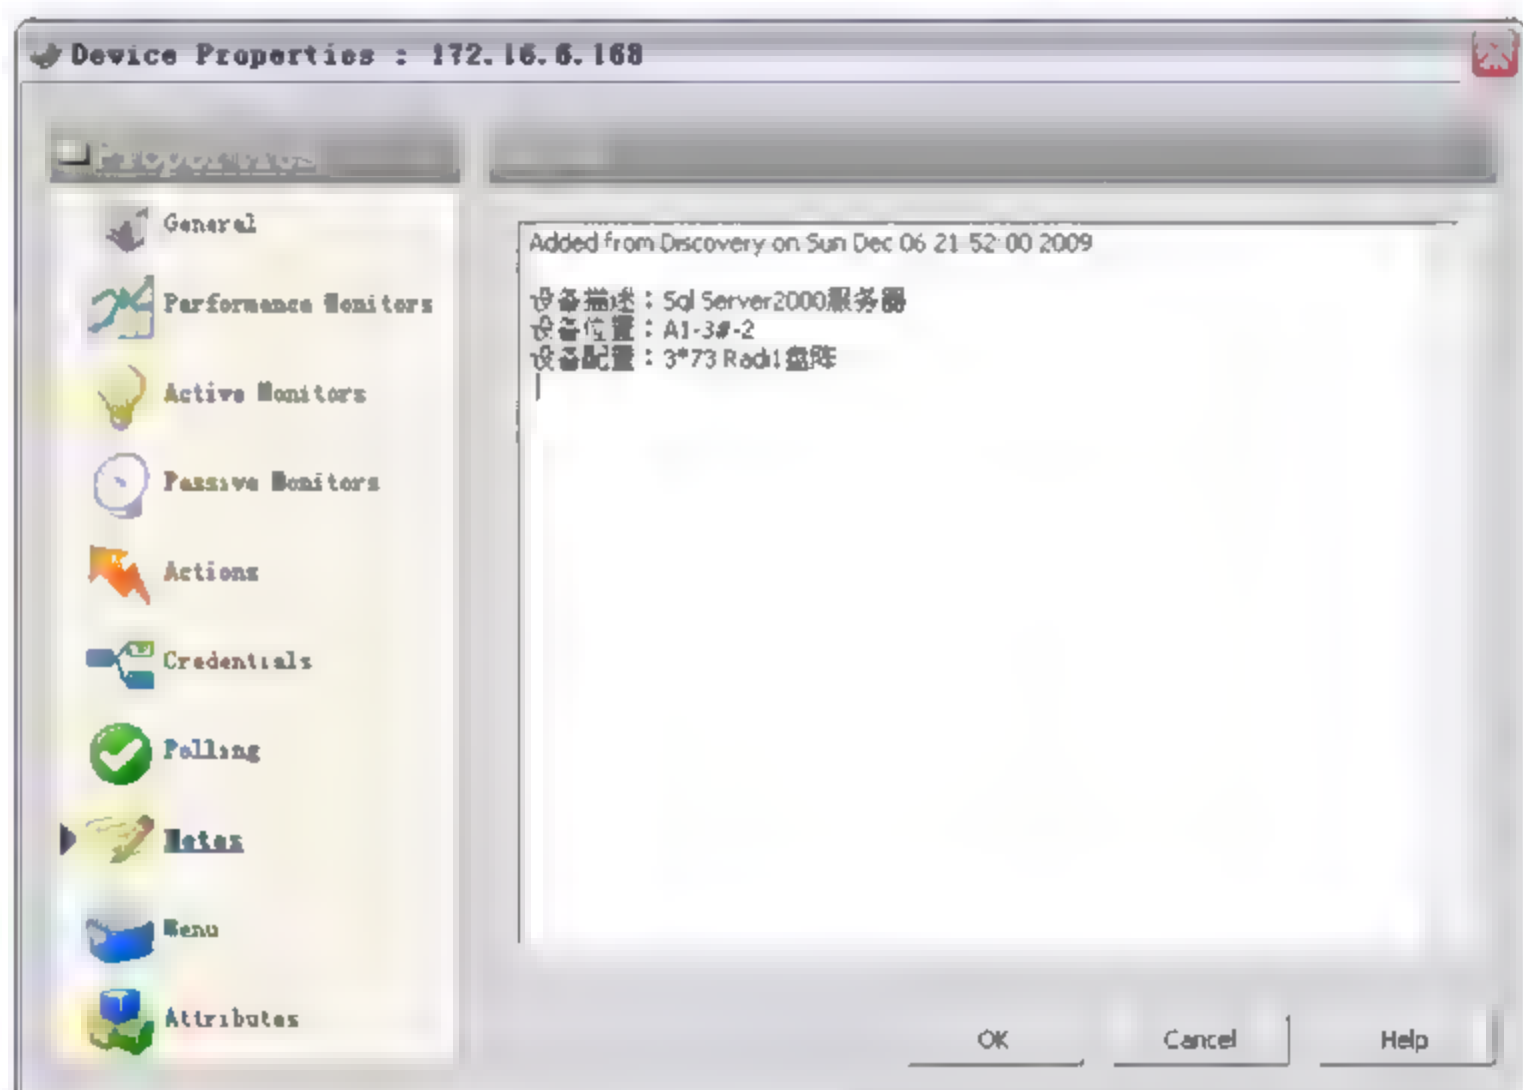 Device Properties : 172.16.6.168
Properties
General
Performance Monitors
Active Monitors
Passive Monitors
Actions
Credentials
Polling
Notes
Menu
Attributes
Added from Discovery on Sun Dec 06 21:52:00 2009
设备描述：Sql Server2000服务器
设备位置：A1-3#-2
设备配置：3*73 Radi1盘阵
OK
Cancel
Help